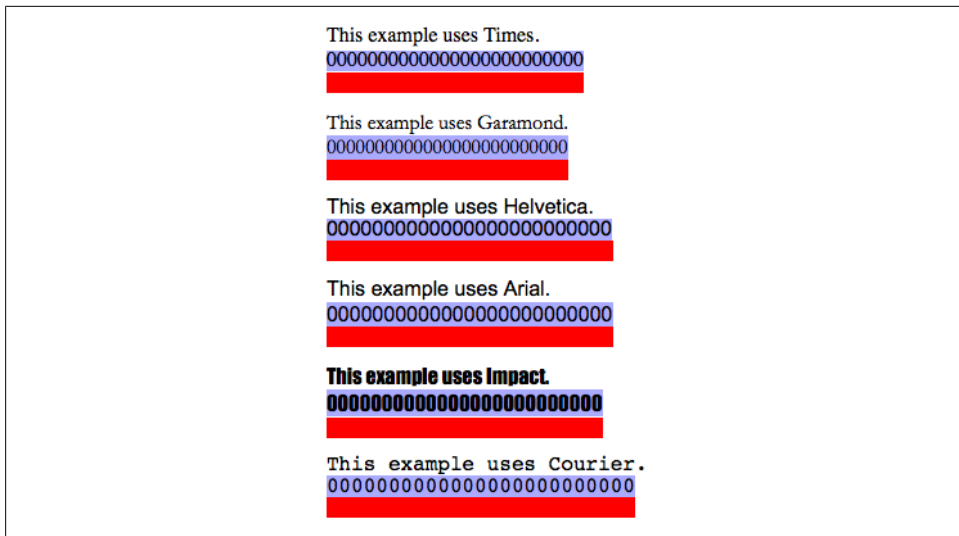 This example uses Times.
0000000000000000000000000
This example uses Garamond.
0000000000000000000000000
This example uses Helvetica.
0000000000000000000000000
This example uses Arial.
0000000000000000000000000
This example uses Impact.
0000000000000000000000000
This example uses Courier.
0000000000000000000000000